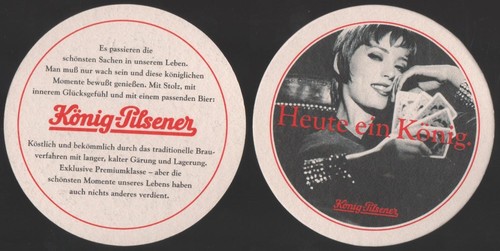 Es passieren die
schönsten Sachen in unserem Leben.
Man muß nur wach sein und diese königlichen
Momente bewußt genießen. Mit Stolz, mit
innerem Glücksgefühl und mit einem passenden Bier:
König-Pilsener
Köstlich und bekömmlich durch das traditionelle Brau-
verfahren mit langer, kalter Gärung und Lagerung.
Exklusive Premiumklasse – aber die
schönsten Momente unseres Lebens haben
auch nichts anderes verdient.
Heute ein König.
König-Pilsener